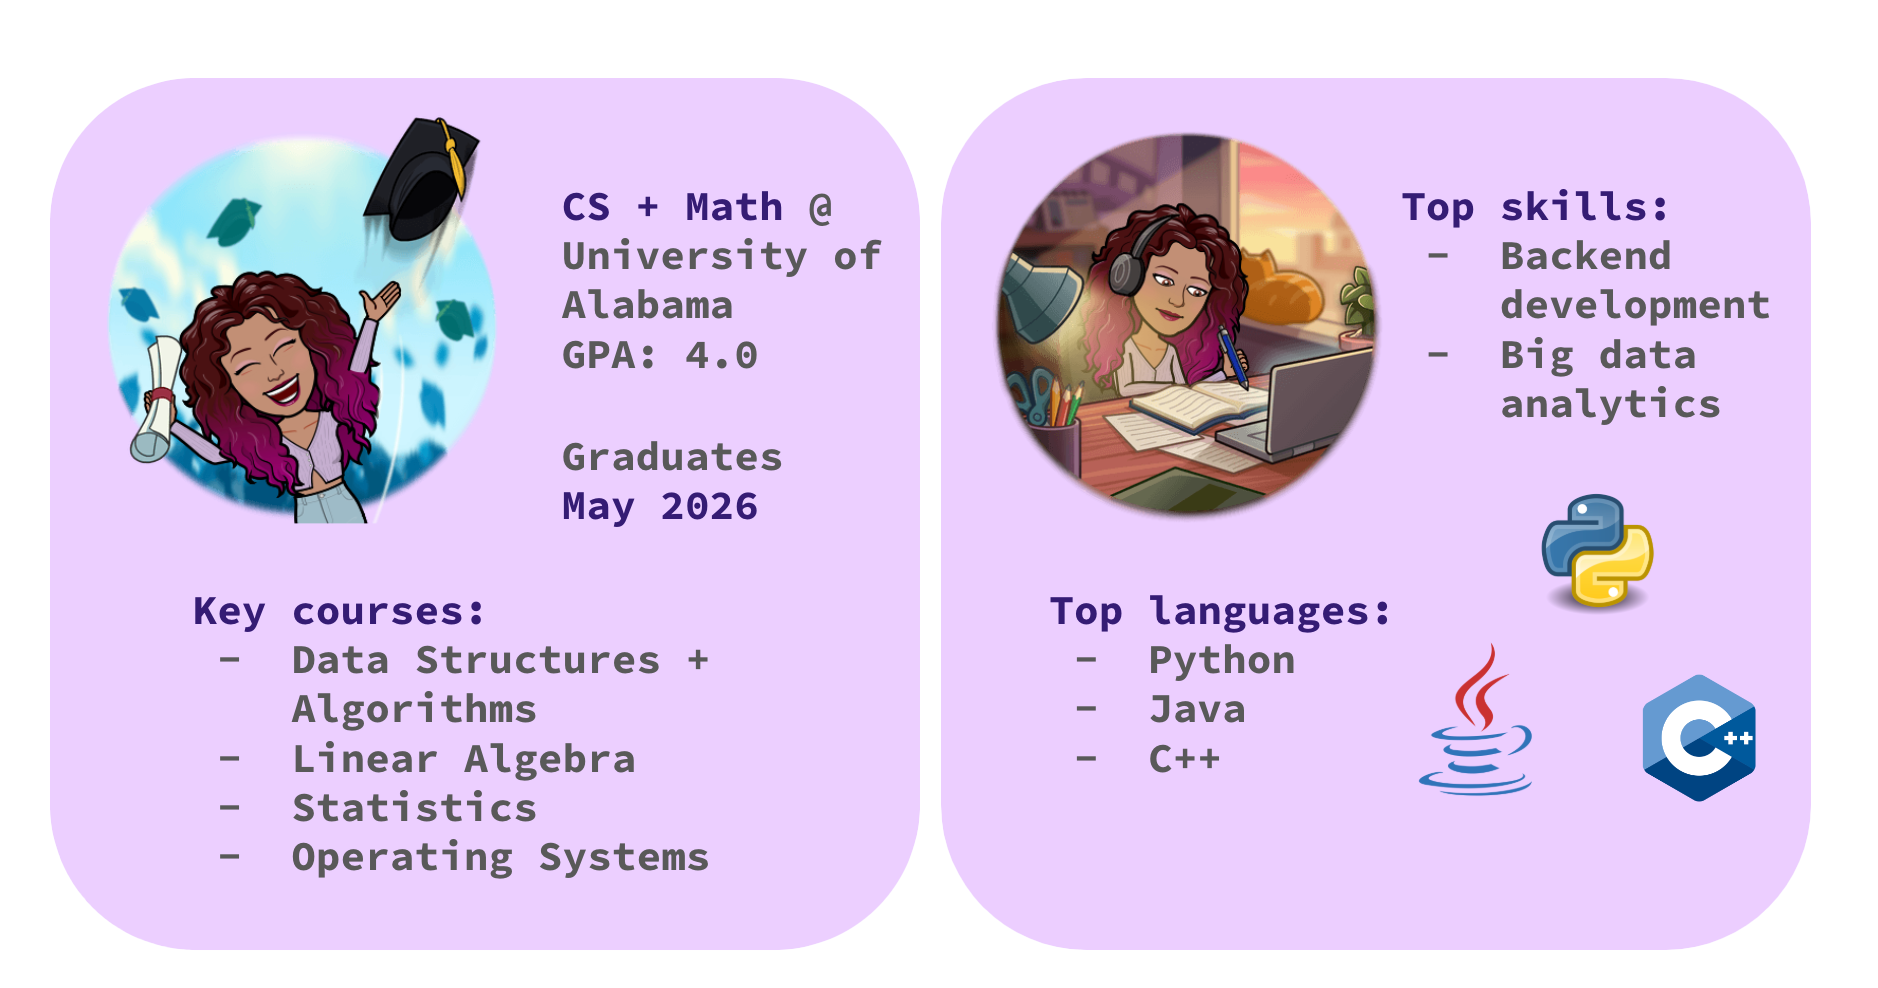 CS + Math @
University of
Alabama
GPA: 4.0
Graduates
May 2026
Key courses:
- Data Structures +
Algorithms
- Linear Algebra
- Statistics
- Operating Systems
Top skills:
- Backend
development
- Big data
analytics
Top languages:
- Python
- Java
- C++
C++